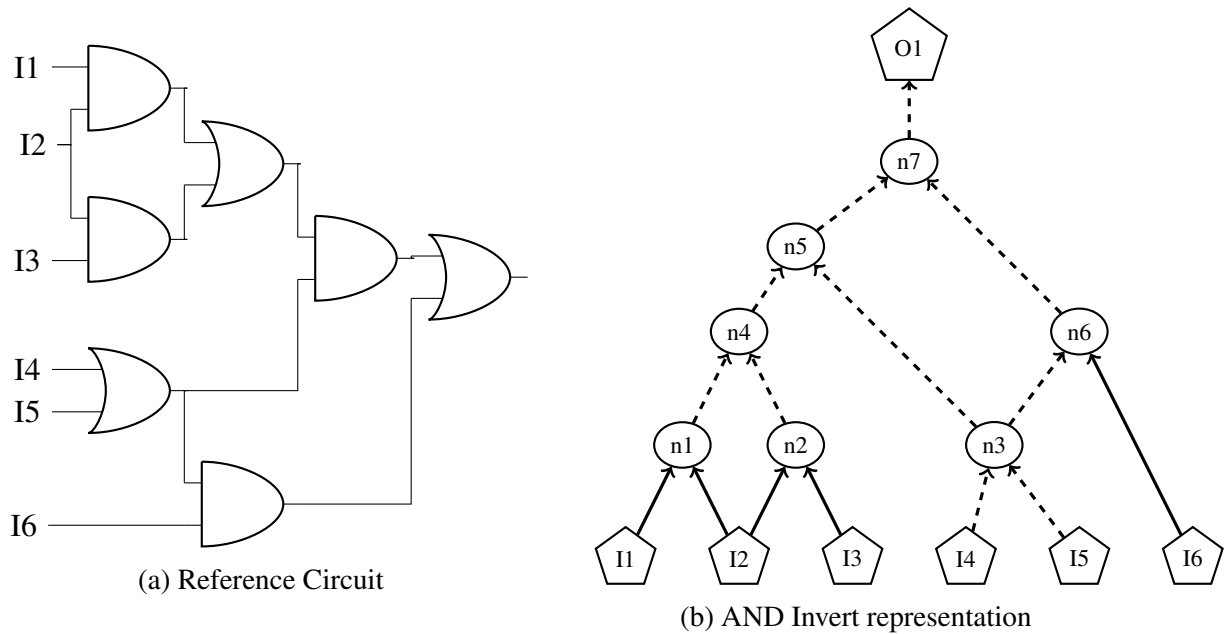 I1
I2
I3
I4
I5
I6
(a) Reference Circuit
O1
n7
n5
n4
n6
n1
n2
n3
I1
I2
I3
I4
I5
I6
(b) AND Invert representation